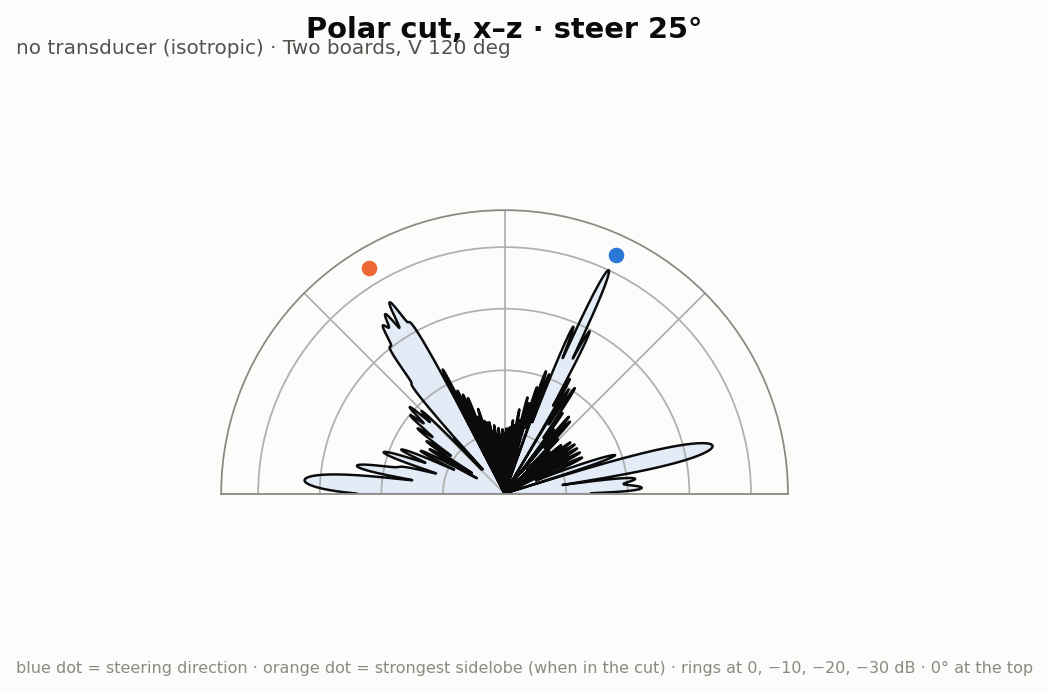 Polar cut, x–z · steer 25°
no transducer (isotropic) · Two boards, V 120 deg
blue dot = steering direction · orange dot = strongest sidelobe (when in the cut) · rings at 0, −10, −20, −30 dB · 0° at the top